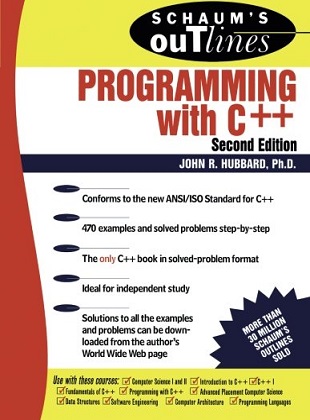 SCHAUM'S
ouTlines
PROGRAMMING
with C++
Second Edition
JOHN R. HUBBARD, Ph.D.
Conforms to the new ANSI/ISO Standard for C++
470 examples and solved problems step-by-step
The only C++ book in solved-problem format
Ideal for independent study
Solutions to all the examples
and problems can be down-
loaded from the author's
World Wide Web page
MORE THAN
30 MILLION
SCHAUM'S
OUTLINES
SOLD
Use with these courses: Computer Science I and II Introduction to C++ C++ I
Fundamentals of C++ Programming with C++ Advanced Placement Computer Science
Data Structures Software Engineering Computer Architecture Programming Languages